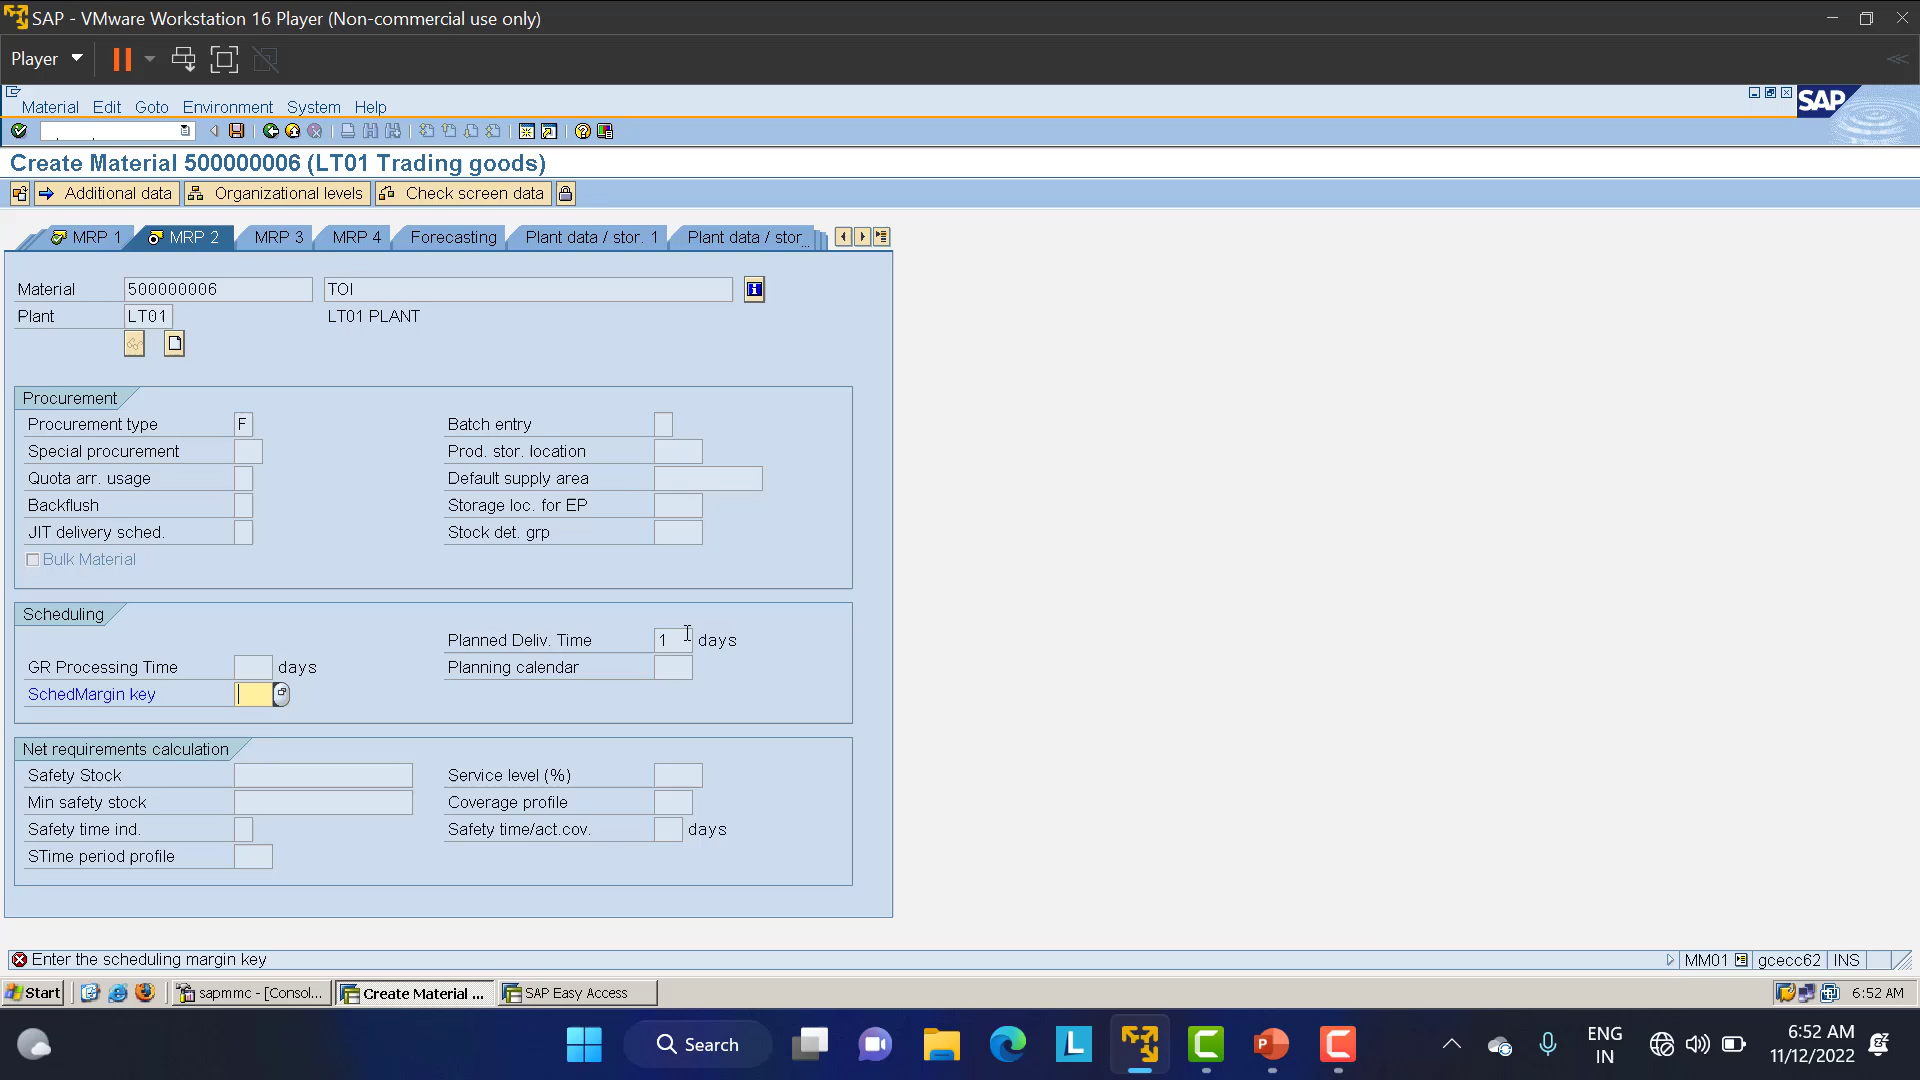 SAP - VMware Workstation 16 Player (Non-commercial use only)
Player
Material Edit Goto Environment System Help
SAP
Create Material 500000006 (LT01 Trading goods)
Additional data Organizational levels Check screen data
MRP 1 MRP 2 MRP 3 MRP 4 Forecasting Plant data / stor. 1 Plant data / stor...
Material 500000006 TOI
Plant LT01 LT01 PLANT
Procurement
Procurement type F Batch entry
Special procurement Prod. stor. location
Quota arr. usage Default supply area
Backflush Storage loc. for EP
JIT delivery sched. Stock det. grp
Bulk Material
Scheduling
Planned Deliv. Time 1 days
GR Processing Time days Planning calendar
SchedMargin key
Net requirements calculation
Safety Stock Service level (%)
Min safety stock Coverage profile
Safety time ind. Safety time/act.cov. days
STime period profile
Enter the scheduling margin key MM01 gcecc62 INS
Start sapmmc - [Consol... Create Material ... SAP Easy Access 6:52 AM
Search ENG IN 6:52 AM 11/12/2022